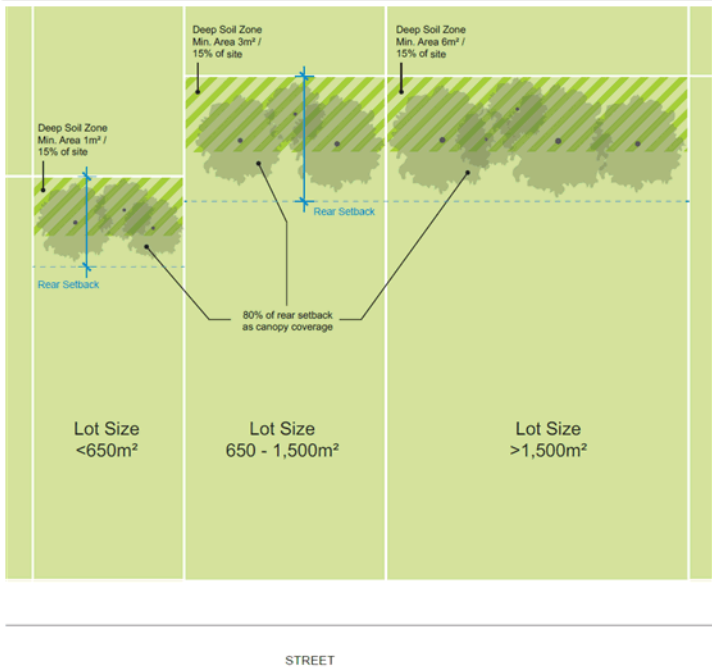 Deep Soil Zone
Min. Area 3m² /
15% of site
Deep Soil Zone
Min. Area 6m² /
15% of site
Deep Soil Zone
Min. Area 1m² /
15% of site
Rear Setback
Rear Setback
80% of rear setback
as canopy coverage
Lot Size
<650m²
Lot Size
650 - 1,500m²
Lot Size
>1,500m²
STREET